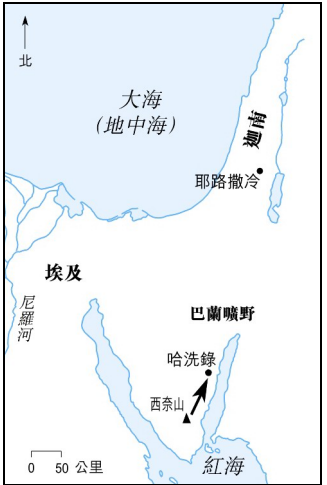 北
大海
(地中海)
迦南
耶路撒冷
埃及
尼羅河
巴蘭曠野
哈洗錄
西奈山
0 50 公里
紅海